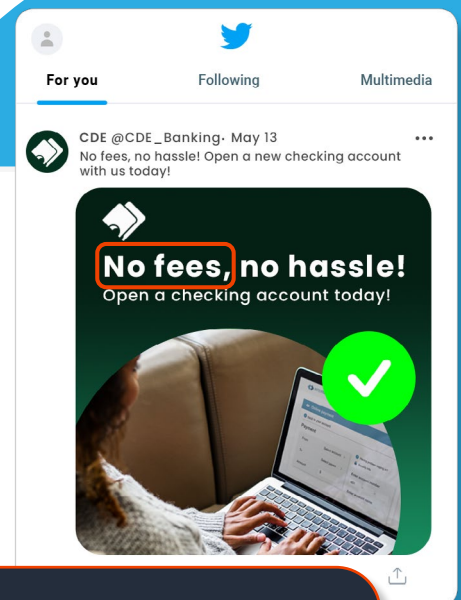 For you Following Multimedia
CDE @CDE_Banking• May 13
No fees, no hassle! Open a new checking account
with us today!
No fees, no hassle!
Open a checking account today!
Payment